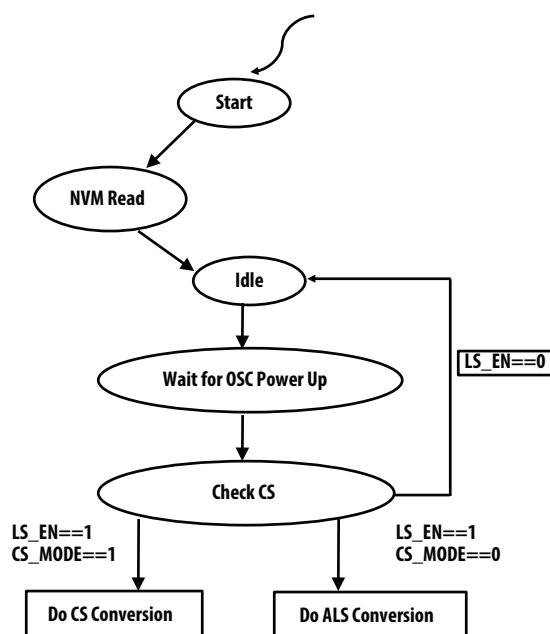 Start
NVM Read
Idle
LS_EN==0
Wait for OSC Power Up
Check CS
LS_EN==1
CS_MODE==1
LS_EN==1
CS_MODE==0
Do CS Conversion
Do ALS Conversion